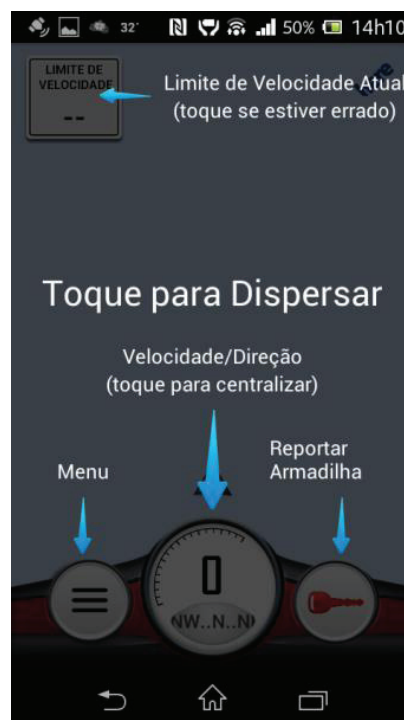 32° 50% 14h10
LIMITE DE
VELOCIDADE
--
Limite de Velocidade Atual
(toque se estiver errado)
here
Toque para Dispersar
Velocidade/Direção
(toque para centralizar)
Menu
Reportar
Armadilha
0
NW..N..N